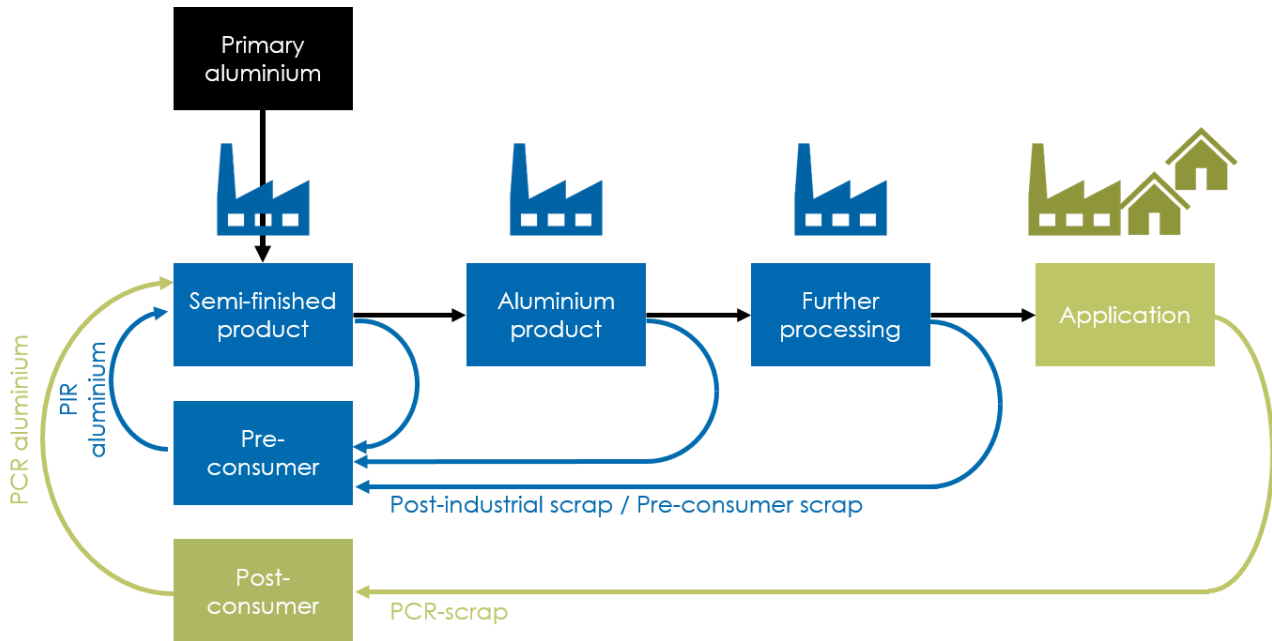 Primary
aluminium
Semi-finished
product
Aluminium
product
Further
processing
Application
PCR aluminium
PIR
aluminium
Pre-
consumer
Post-industrial scrap / Pre-consumer scrap
Post-
consumer
PCR-scrap